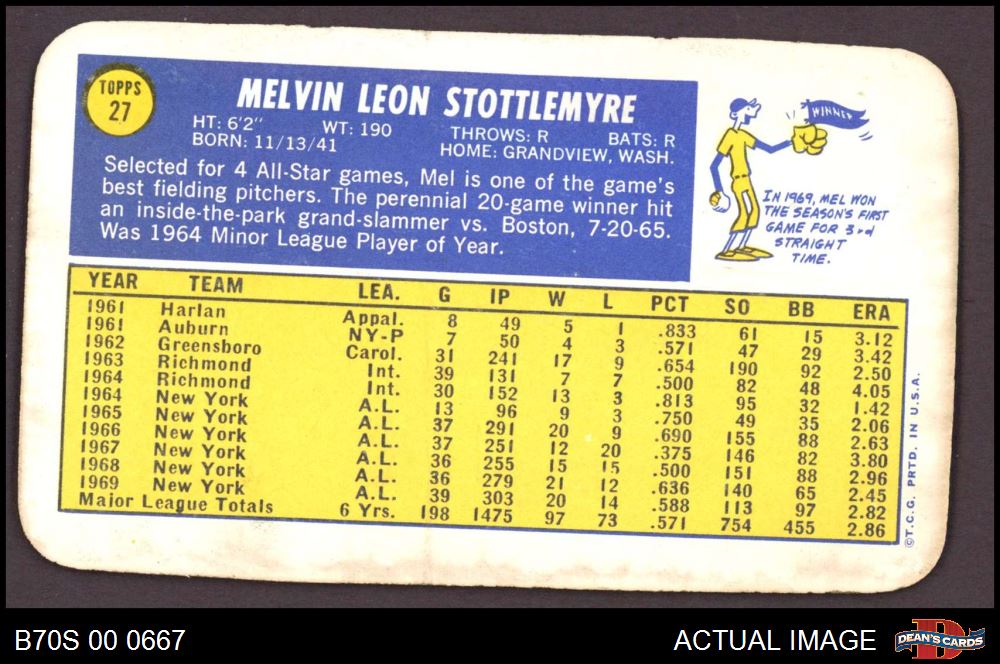 TOPPS
27
MELVIN LEON STOTTLEMYRE
HT: 6'2" WT: 190 THROWS: R BATS: R
BORN: 11/13/41 HOME: GRANDVIEW, WASH.
Selected for 4 All-Star games, Mel is one of the game's
best fielding pitchers. The perennial 20-game winner hit
an inside-the-park grand-slammer vs. Boston, 7-20-65.
Was 1964 Minor League Player of Year.
WINNER
IN 1969, MEL WON
THE SEASON'S FIRST
GAME FOR 3rd
STRAIGHT
TIME.
YEAR TEAM LEA. G IP W L PCT SO BB ERA
1961 Harlan Appal. 8 49 5 1 .833 61 15 3.12
1961 Auburn NY-P 7 50 4 3 .571 47 29 3.42
1962 Greensboro Carol. 31 241 17 9 .654 190 92 2.50
1963 Richmond Int. 39 131 7 7 .500 82 48 4.05
1964 Richmond Int. 30 152 13 3 .813 95 32 1.42
1964 New York A.L. 13 96 9 3 .750 49 35 2.06
1965 New York A.L. 37 291 20 9 .690 155 88 2.63
1966 New York A.L. 37 251 12 20 .375 146 82 3.80
1967 New York A.L. 36 255 15 15 .500 151 88 2.96
1968 New York A.L. 36 279 21 12 .636 140 65 2.45
1969 New York A.L. 39 303 20 14 .588 113 97 2.82
Major League Totals 6 Yrs. 198 1475 97 73 .571 754 455 2.86
©T.C.G. PRTD. IN U.S.A.
B70S 00 0667 ACTUAL IMAGE DEAN'S CARDS